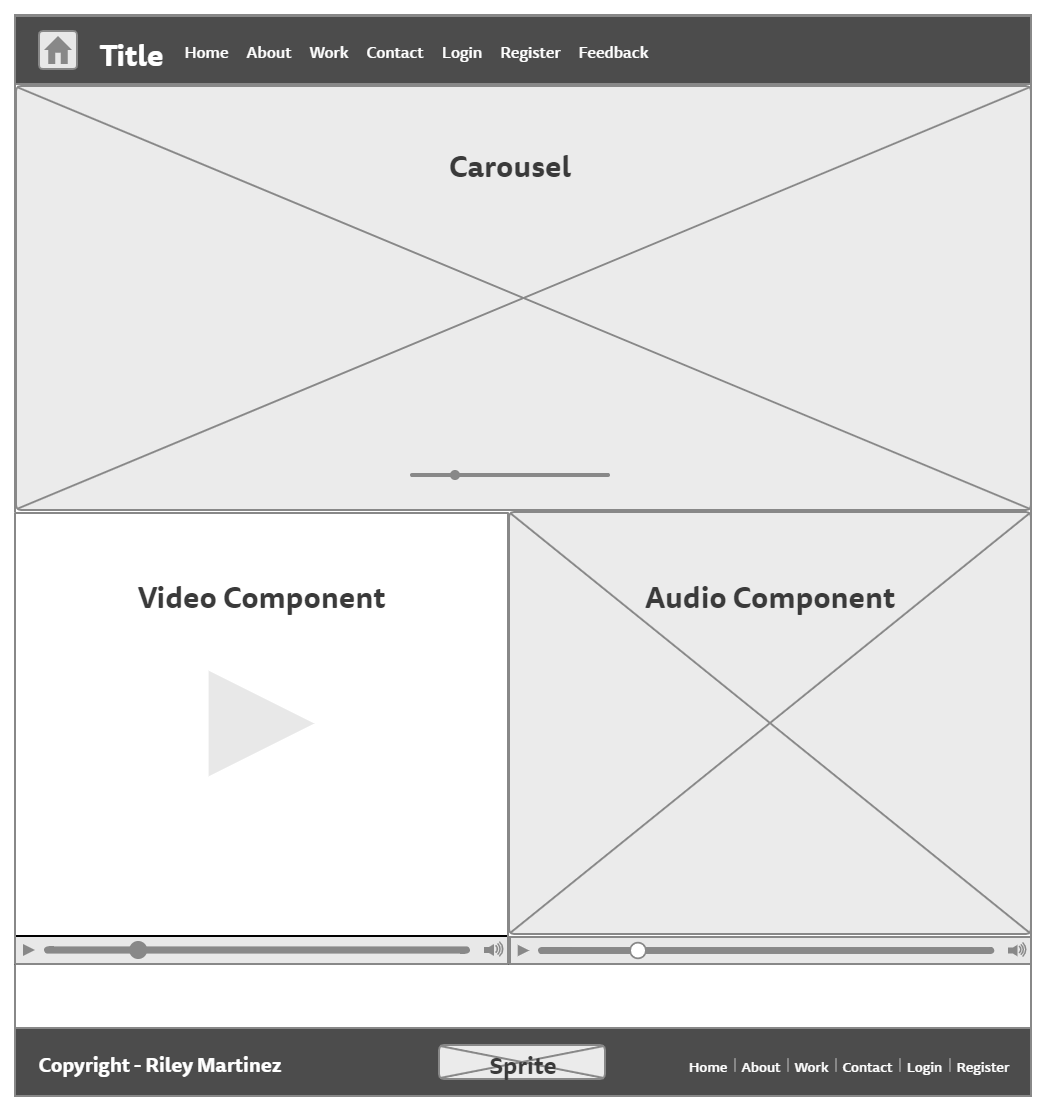 Title Home About Work Contact Login Register Feedback
Carousel
Video Component
Audio Component
Copyright - Riley Martinez
Sprite
Home About Work Contact Login Register